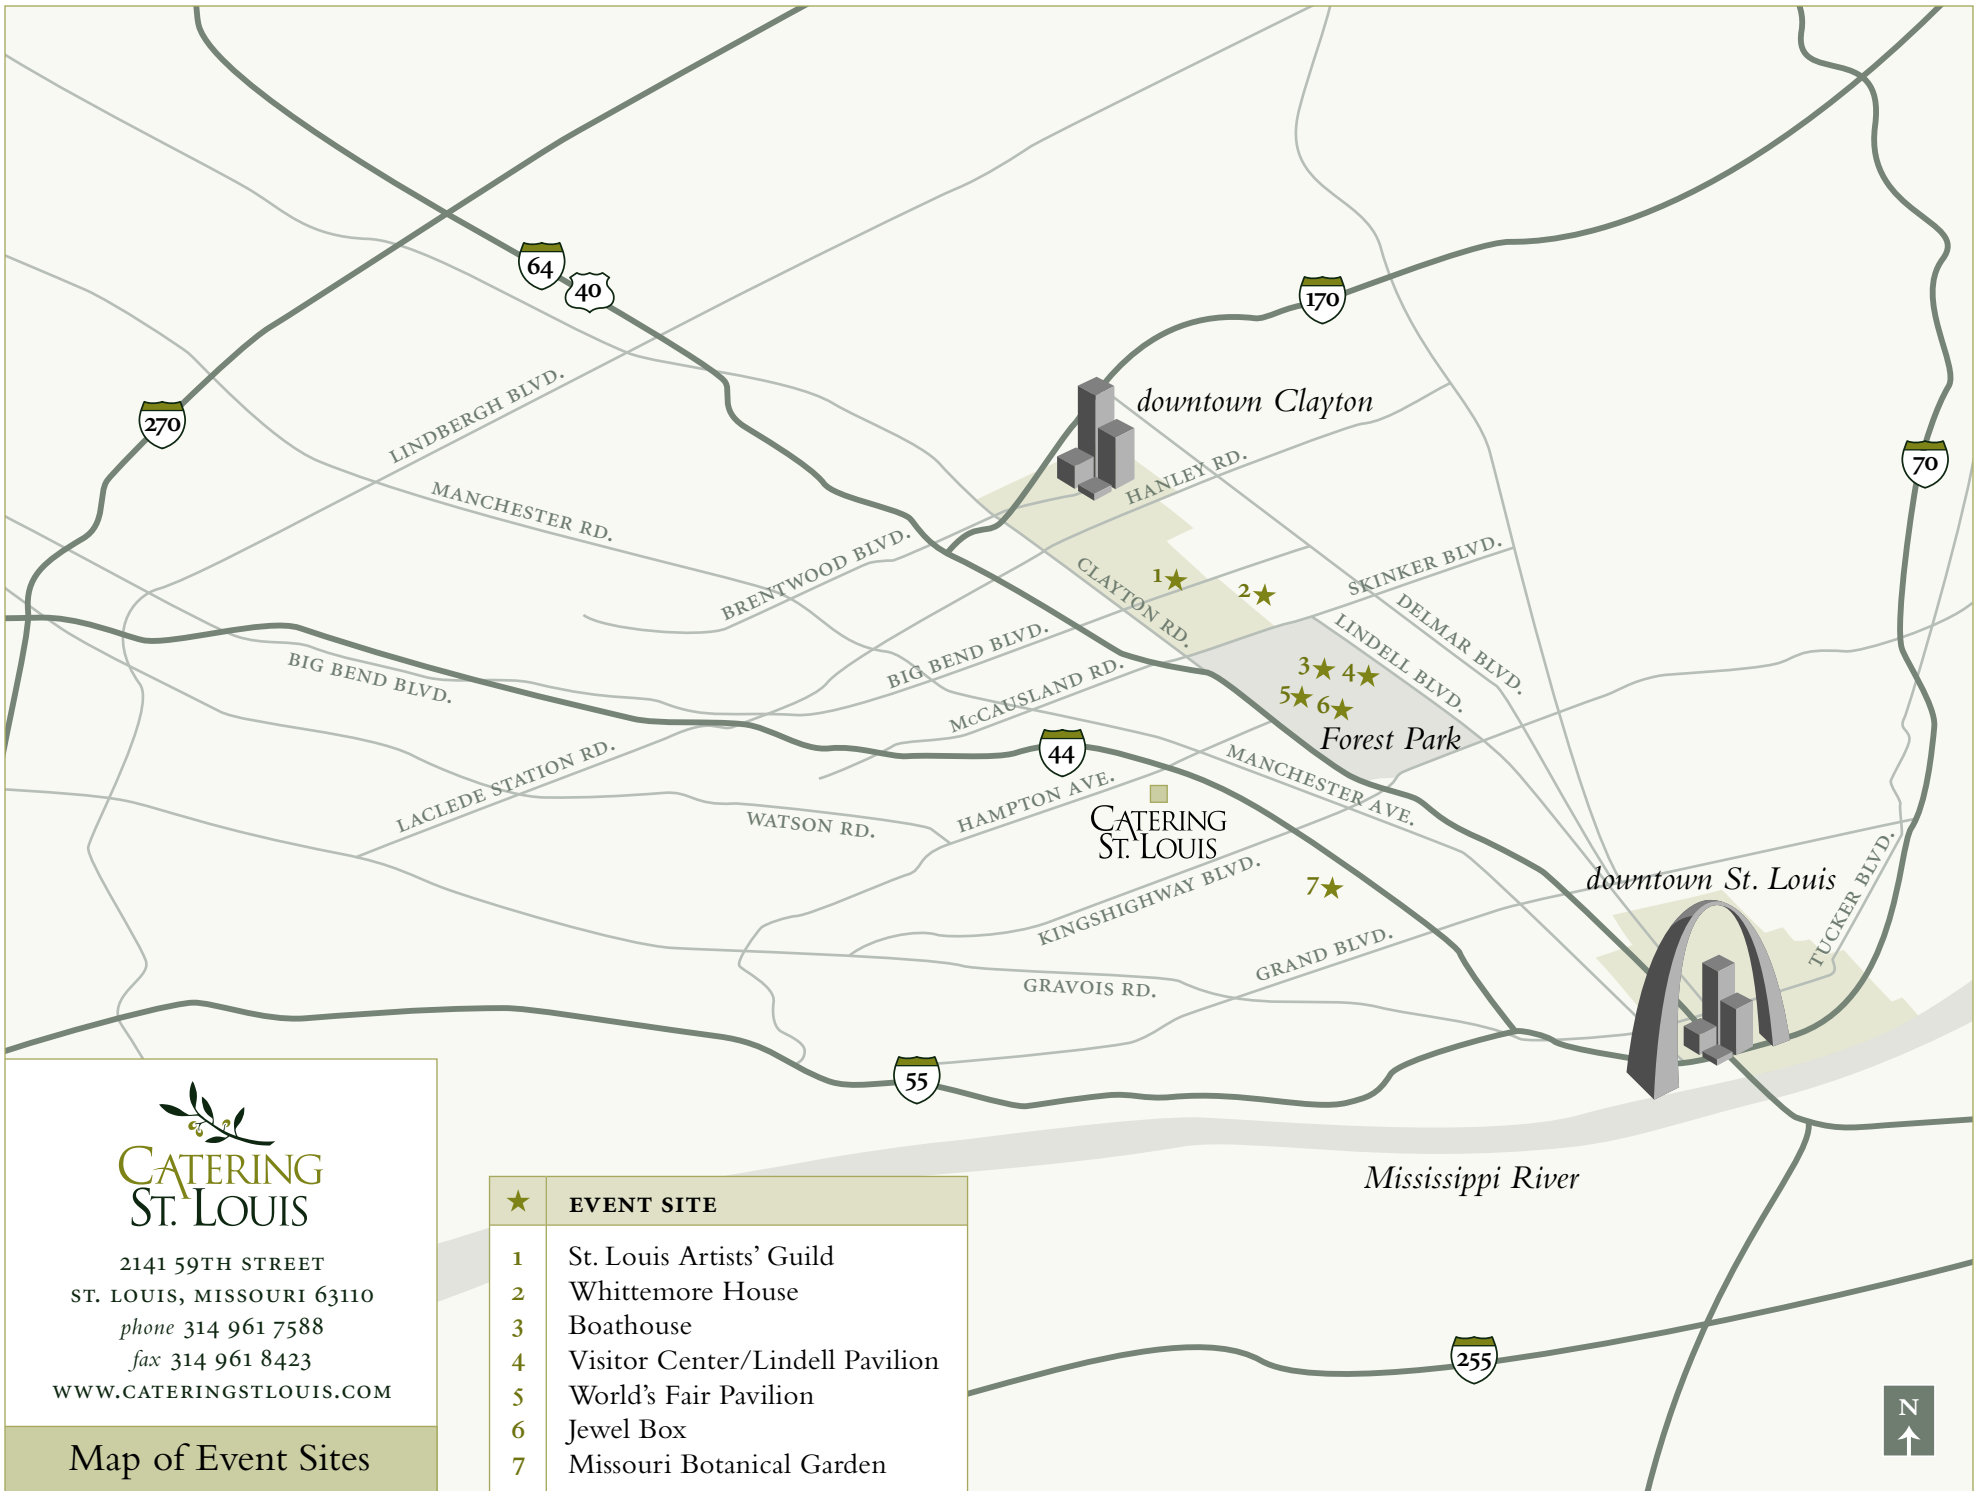 64
40
170
270
LINDBERGH BLVD.
downtown Clayton
70
HANLEY RD.
MANCHESTER RD.
BRENTWOOD BLVD.
SKINKER BLVD.
CLAYTON RD.
1
2
DELMAR BLVD.
LINDELL BLVD.
BIG BEND BLVD.
BIG BEND BLVD.
McCAUSLAND RD.
3
4
5
6
Forest Park
44
LACLEDE STATION RD.
WATSON RD.
HAMPTON AVE.
MANCHESTER AVE.
CATERING
ST. LOUIS
KINGSHIGHWAY BLVD.
7
downtown St. Louis
TUCKER BLVD.
GRAND BLVD.
GRAVOIS RD.
55
Mississippi River
255
N
CATERING
ST. LOUIS
2141 59TH STREET
ST. LOUIS, MISSOURI 63110
phone 314 961 7588
fax 314 961 8423
WWW.CATERINGSTLOUIS.COM
Map of Event Sites
★ EVENT SITE
1 St. Louis Artists’ Guild
2 Whittemore House
3 Boathouse
4 Visitor Center/Lindell Pavilion
5 World’s Fair Pavilion
6 Jewel Box
7 Missouri Botanical Garden